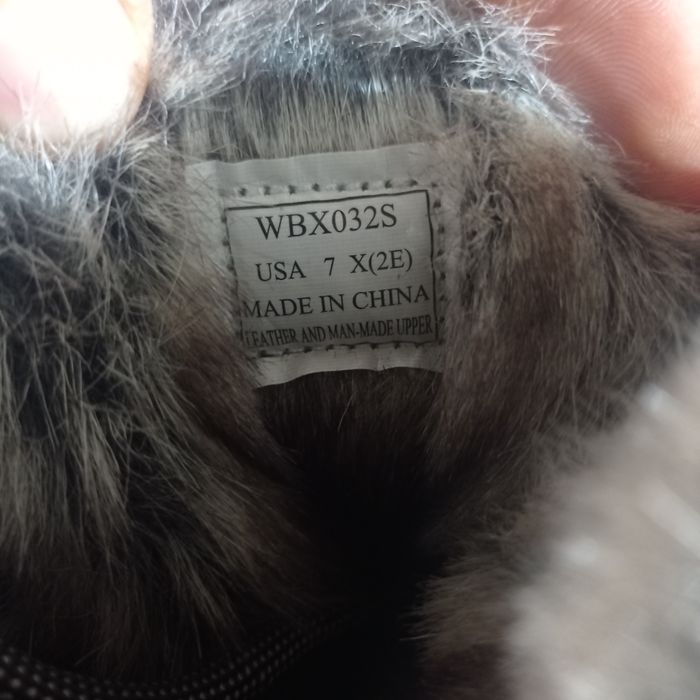 WBX032S
USA 7 X(2E)
MADE IN CHINA
LEATHER AND MAN-MADE UPPER